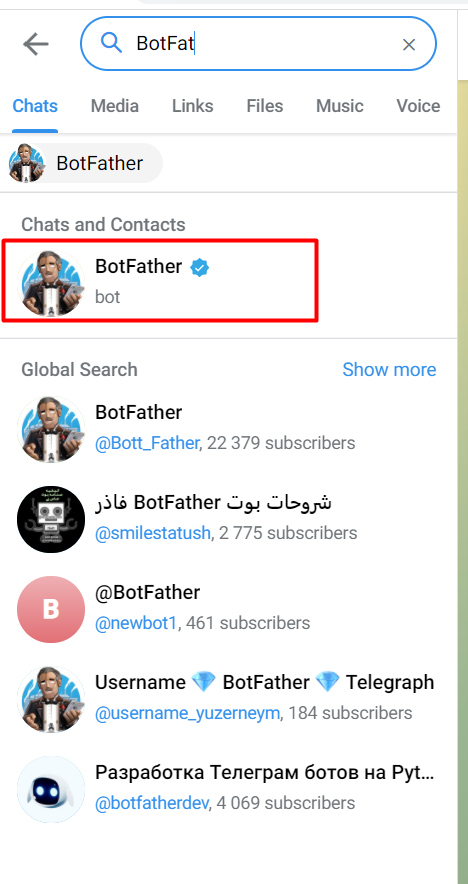 BotFat
Chats Media Links Files Music Voice
BotFather
Chats and Contacts
BotFather
bot
Global Search Show more
BotFather
@Bott_Father, 22 379 subscribers
شروحات بوت BotFather فاذر
@smilestatush, 2 775 subscribers
B
@BotFather
@newbot1, 461 subscribers
Username 💎 BotFather 💎 Telegraph
@username_yuzerneym, 184 subscribers
Разработка Телеграм ботов на Pyt...
@botfatherdev, 4 069 subscribers